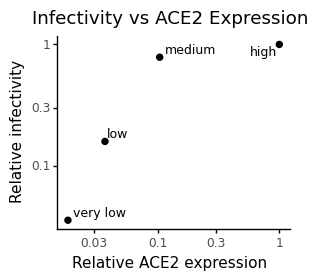 Infectivity vs ACE2 Expression
1
medium
high
Relative infectivity
0.3
low
0.1
very low
0.03
0.1
0.3
1
Relative ACE2 expression